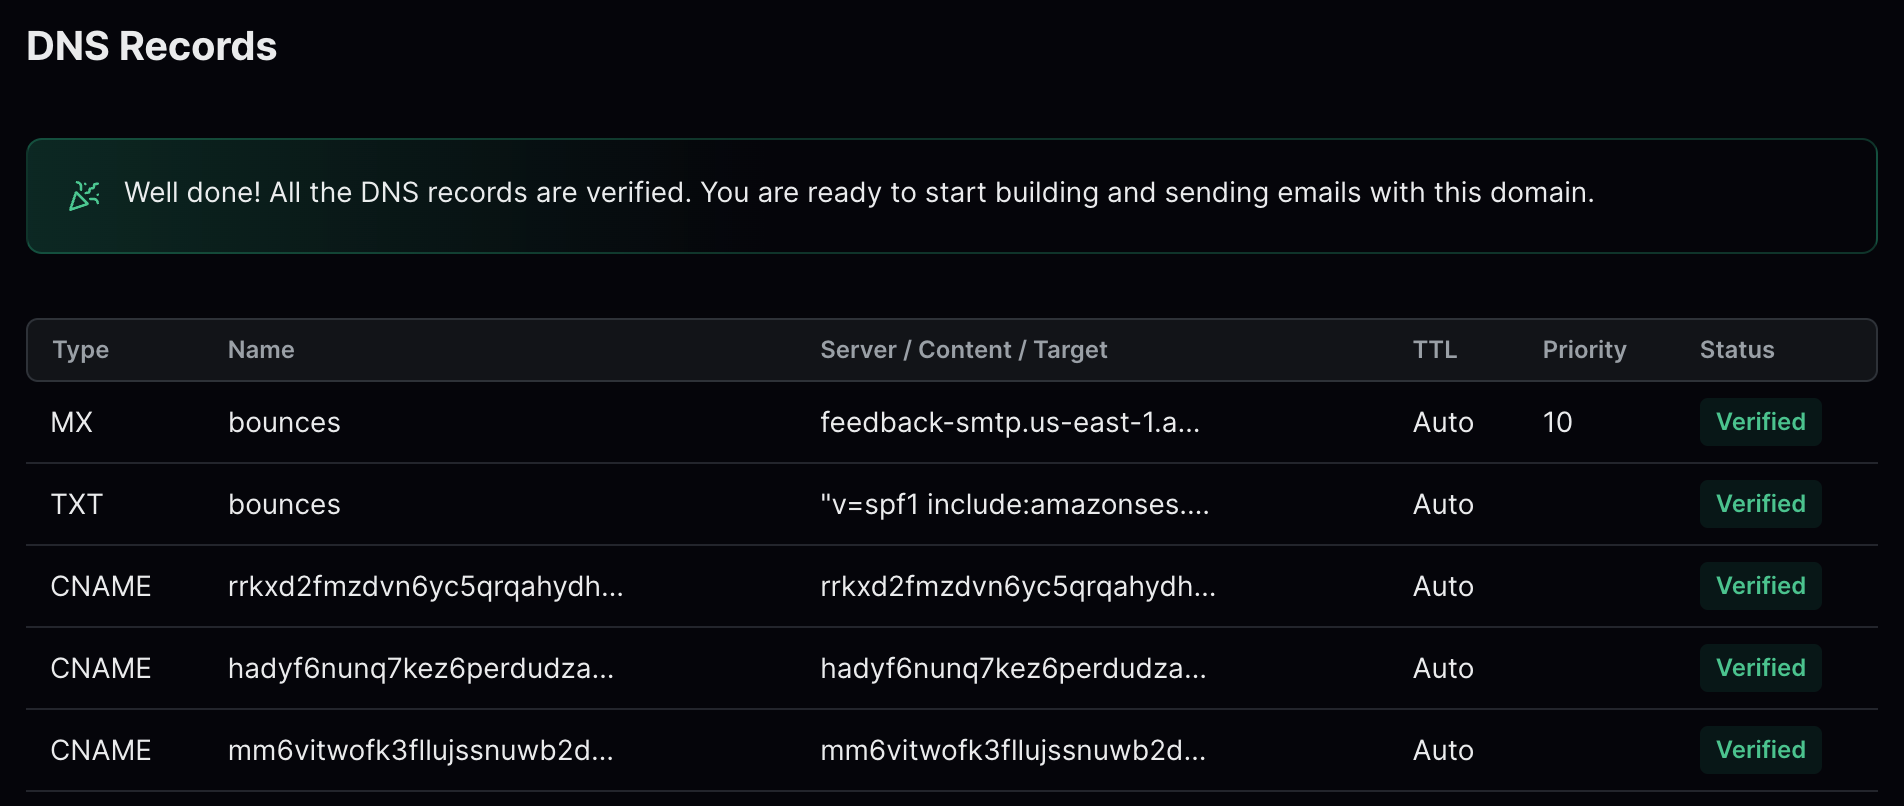 DNS Records
Well done! All the DNS records are verified. You are ready to start building and sending emails with this domain.
Type Name Server / Content / Target TTL Priority Status
MX bounces feedback-smtp.us-east-1.a... Auto 10 Verified
TXT bounces "v=spf1 include:amazonses.... Auto Verified
CNAME rrkxd2fmzdvn6yc5qrqahydh... rrkxd2fmzdvn6yc5qrqahydh... Auto Verified
CNAME hadyf6nunq7kez6perdudza... hadyf6nunq7kez6perdudza... Auto Verified
CNAME mm6vitwofk3fllujssnuwb2d... mm6vitwofk3fllujssnuwb2d... Auto Verified